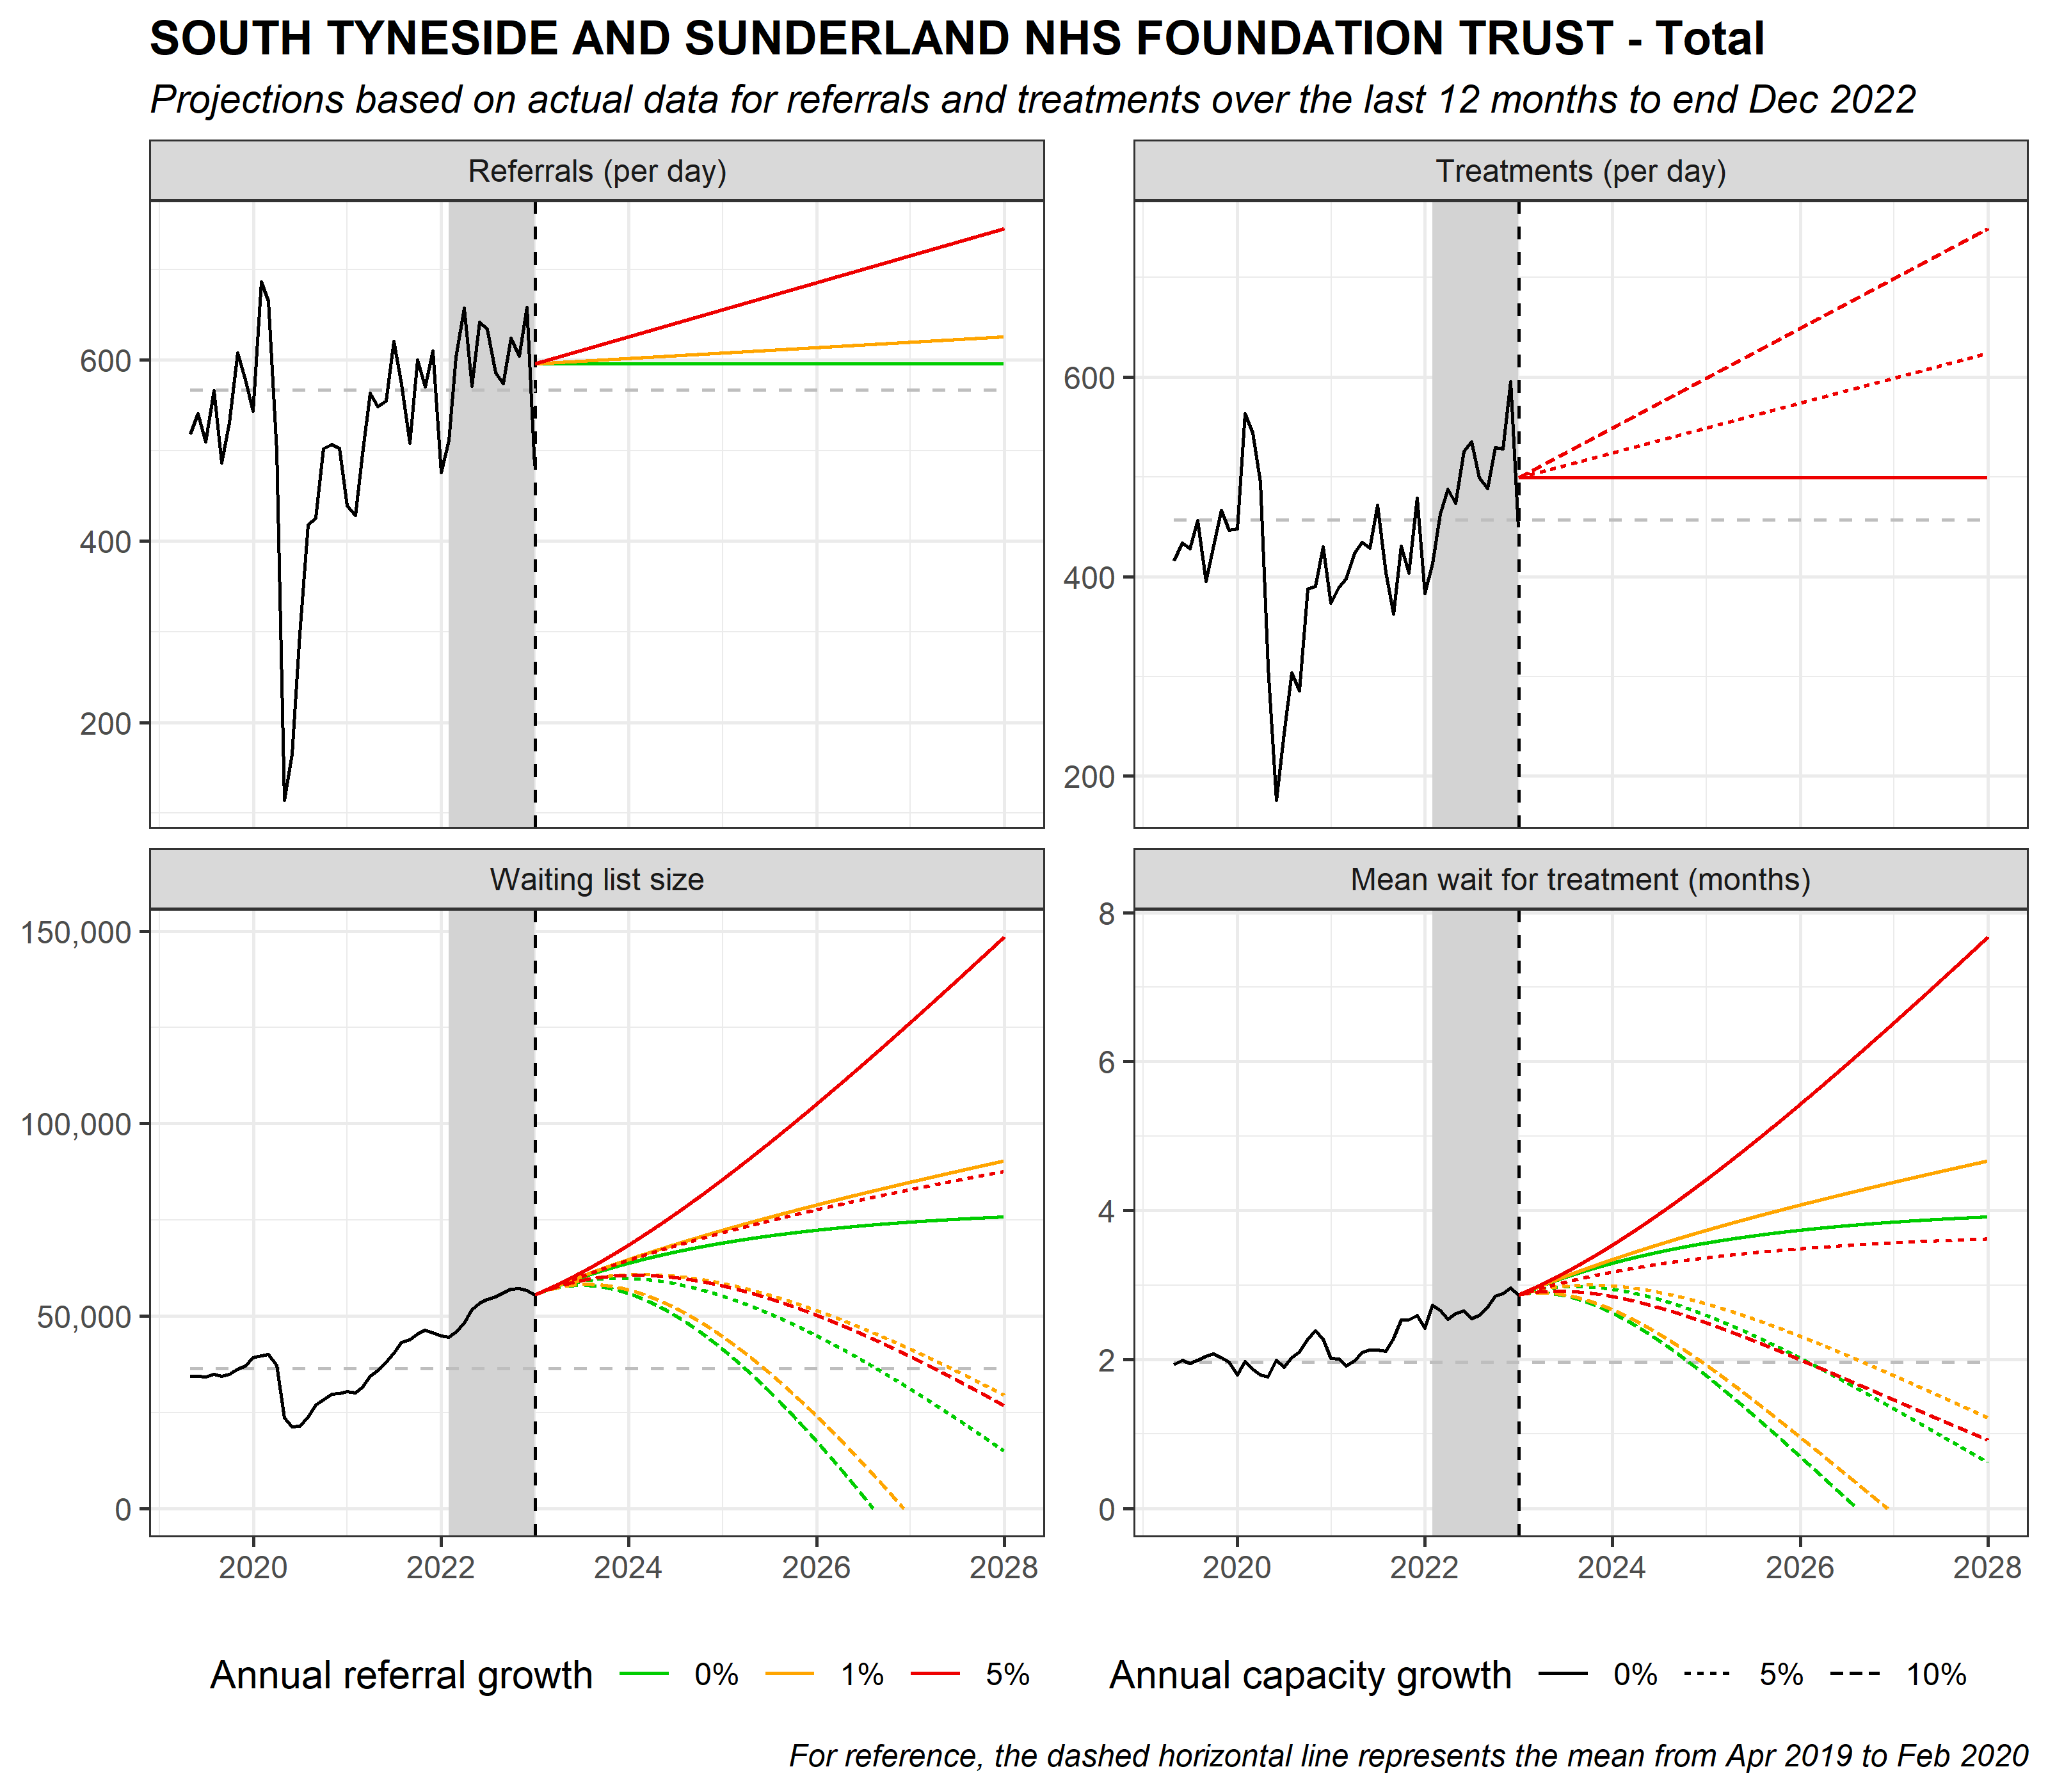 SOUTH TYNESIDE AND SUNDERLAND NHS FOUNDATION TRUST - Total
Projections based on actual data for referrals and treatments over the last 12 months to end Dec 2022
Referrals (per day)
600
400
200
Treatments (per day)
600
400
200
Waiting list size
150,000
100,000
50,000
0
2020 2022 2024 2026 2028
Mean wait for treatment (months)
8
6
4
2
0
2020 2022 2024 2026 2028
Annual referral growth 0% 1% 5%
Annual capacity growth 0% 5% 10%
For reference, the dashed horizontal line represents the mean from Apr 2019 to Feb 2020